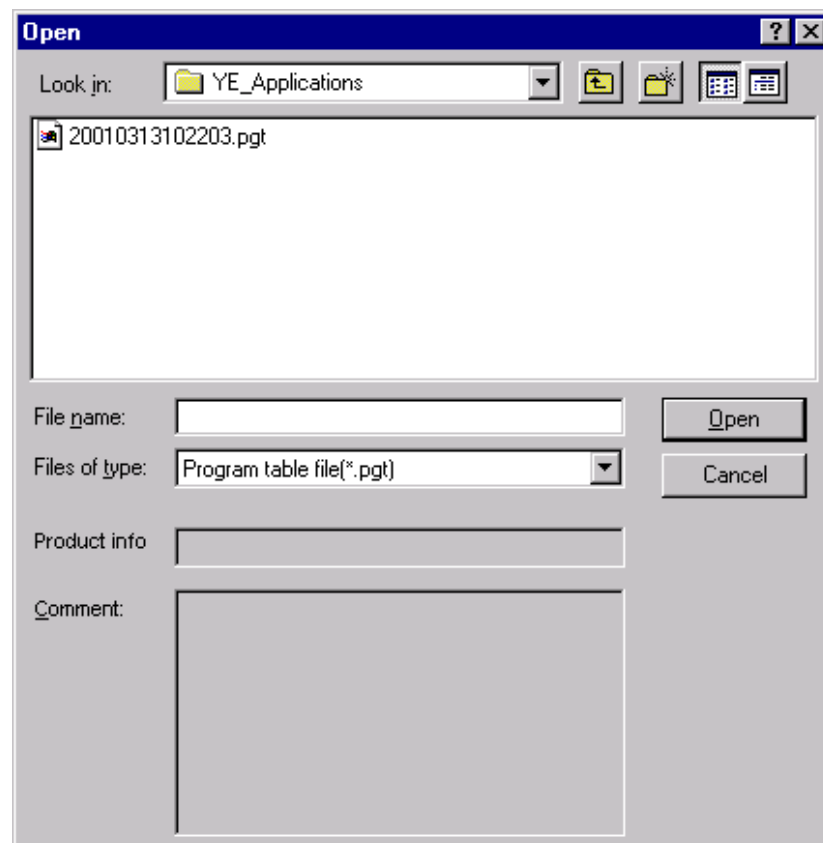 Open
Look in: YE_Applications
20010313102203.pgt
File name: Open
Files of type: Program table file(*.pgt) Cancel
Product info
Comment: